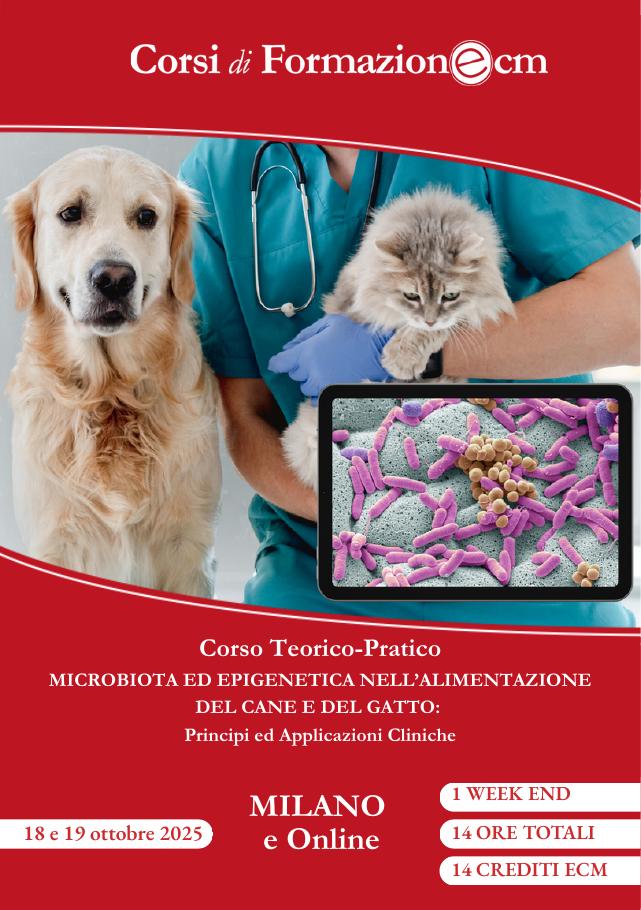 Corsi di Formazionecm
Corso Teorico-Pratico
MICROBIOTA ED EPIGENETICA NELL'ALIMENTAZIONE
DEL CANE E DEL GATTO:
Principi ed Applicazioni Cliniche
MILANO
e Online
18 e 19 ottobre 2025
1 WEEK END
14 ORE TOTALI
14 CREDITI ECM